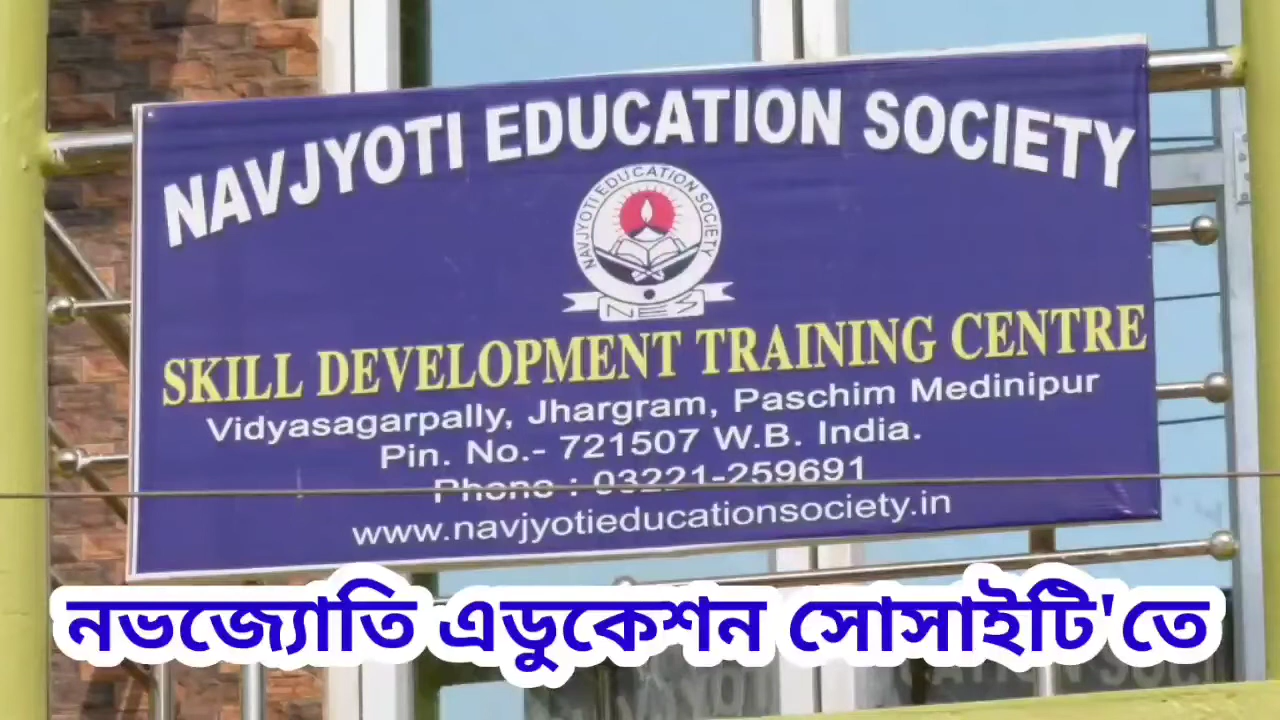 NAVJYOTI EDUCATION SOCIETY
NAVJYOTI EDUCATION SOCIETY
NES
SKILL DEVELOPMENT TRAINING CENTRE
Vidyasagarpally, Jhargram, Paschim Medinipur
Pin. No.- 721507 W.B. India.
Phone : 03221-259691
www.navjyotieducationsociety.in
নভজ্যোতি এডুকেশন সোসাইটি'তে